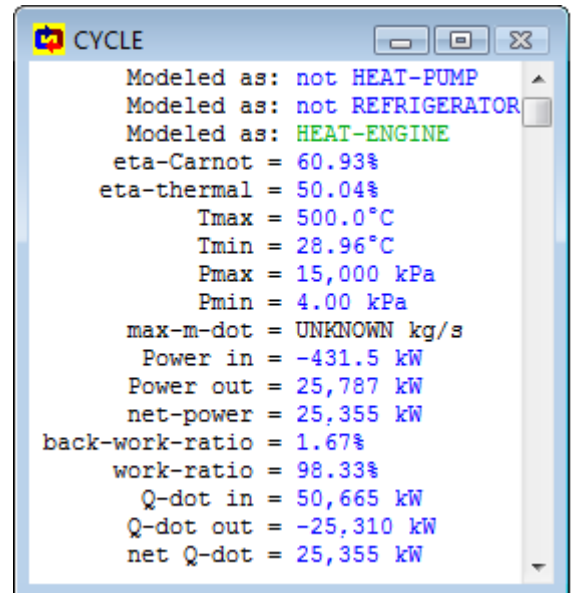 CYCLE
Modeled as: not HEAT-PUMP
Modeled as: not REFRIGERATOR
Modeled as: HEAT-ENGINE
eta-Carnot = 60.93%
eta-thermal = 50.04%
Tmax = 500.0°C
Tmin = 28.96°C
Pmax = 15,000 kPa
Pmin = 4.00 kPa
max-m-dot = UNKNOWN kg/s
Power in = -431.5 kW
Power out = 25,787 kW
net-power = 25,355 kW
back-work-ratio = 1.67%
work-ratio = 98.33%
Q-dot in = 50,665 kW
Q-dot out = -25,310 kW
net Q-dot = 25,355 kW